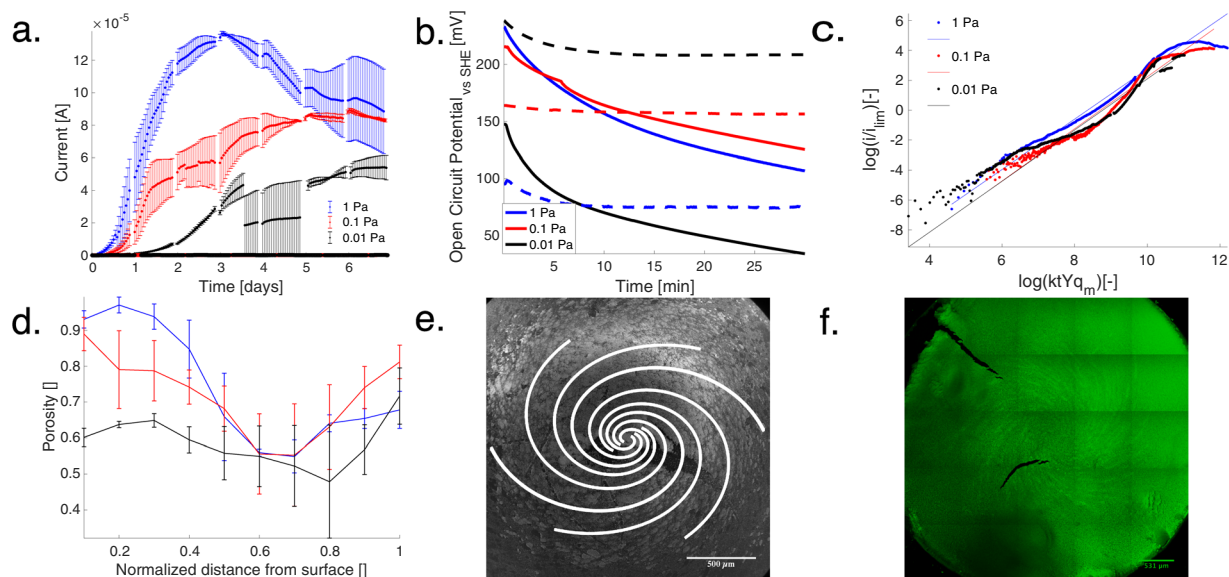 a.
× 10⁻⁵
12
10
8
6
4
2
0
Current [A]
0 1 2 3 4 5 6
Time [days]
1 Pa
0.1 Pa
0.01 Pa
b.
200
150
100
50
Open Circuit Potential vs SHE [mV]
5 10 15 20 25
Time [min]
1 Pa
0.1 Pa
0.01 Pa
c.
6
4
2
0
-2
-4
-6
-8
log(i/i_lim)[-]
4 6 8 10 12
log(ktYq_m)[-]
1 Pa
0.1 Pa
0.01 Pa
d.
0.9
0.8
0.7
0.6
0.5
0.4
Porosity []
0.2 0.4 0.6 0.8 1
Normalized distance from surface []
e.
500 µm
f.
531 µm